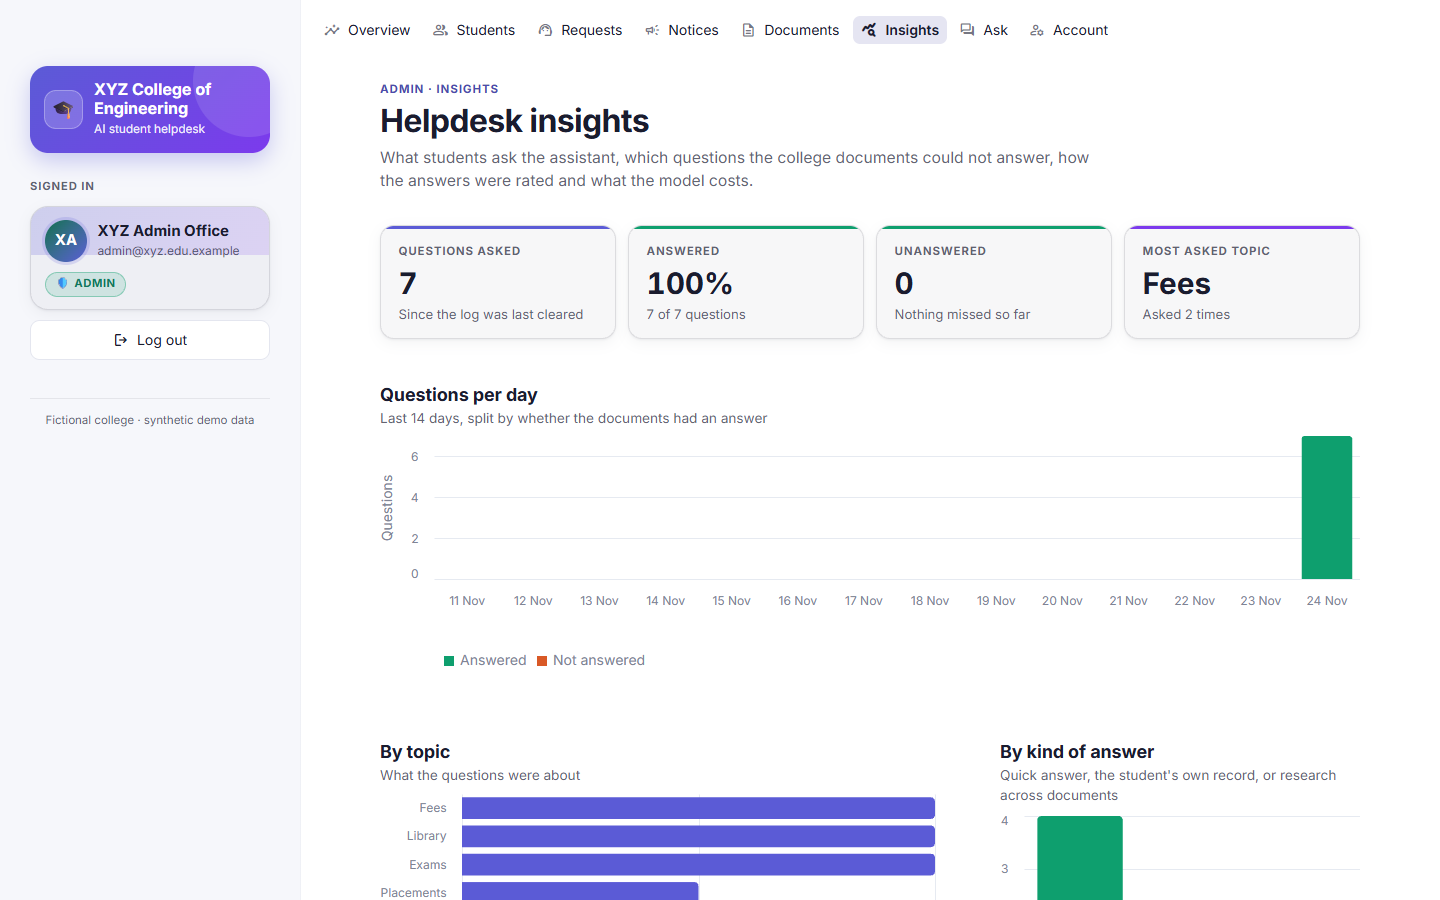 Overview Students Requests Notices Documents Insights Ask Account
XYZ College of
Engineering
AI student helpdesk
SIGNED IN
XA
XYZ Admin Office
admin@xyz.edu.example
ADMIN
Log out
Fictional college · synthetic demo data
ADMIN · INSIGHTS
Helpdesk insights
What students ask the assistant, which questions the college documents could not answer, how
the answers were rated and what the model costs.
QUESTIONS ASKED
7
Since the log was last cleared
ANSWERED
100%
7 of 7 questions
UNANSWERED
0
Nothing missed so far
MOST ASKED TOPIC
Fees
Asked 2 times
Questions per day
Last 14 days, split by whether the documents had an answer
Questions
6
4
2
0
11 Nov 12 Nov 13 Nov 14 Nov 15 Nov 16 Nov 17 Nov 18 Nov 19 Nov 20 Nov 21 Nov 22 Nov 23 Nov 24 Nov
Answered Not answered
By topic
What the questions were about
Fees
Library
Exams
Placements
By kind of answer
Quick answer, the student's own record, or research
across documents
4
3